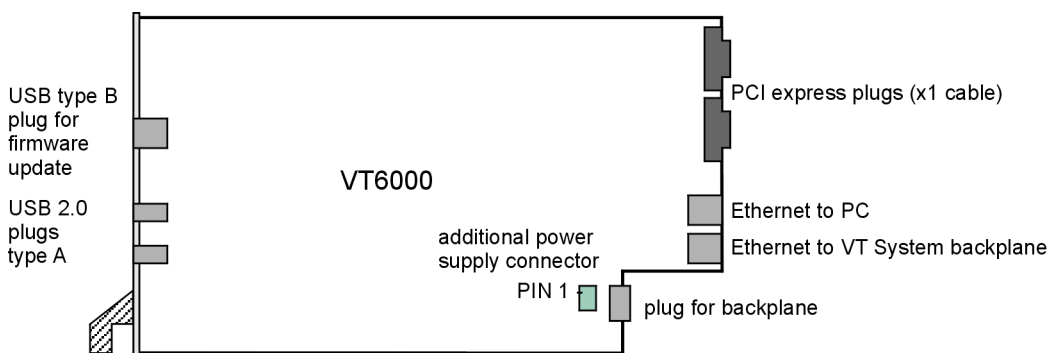 USB type B
plug for
firmware
update
USB 2.0
plugs
type A
VT6000
PCI express plugs (x1 cable)
Ethernet to PC
Ethernet to VT System backplane
additional power
supply connector
PIN 1
plug for backplane